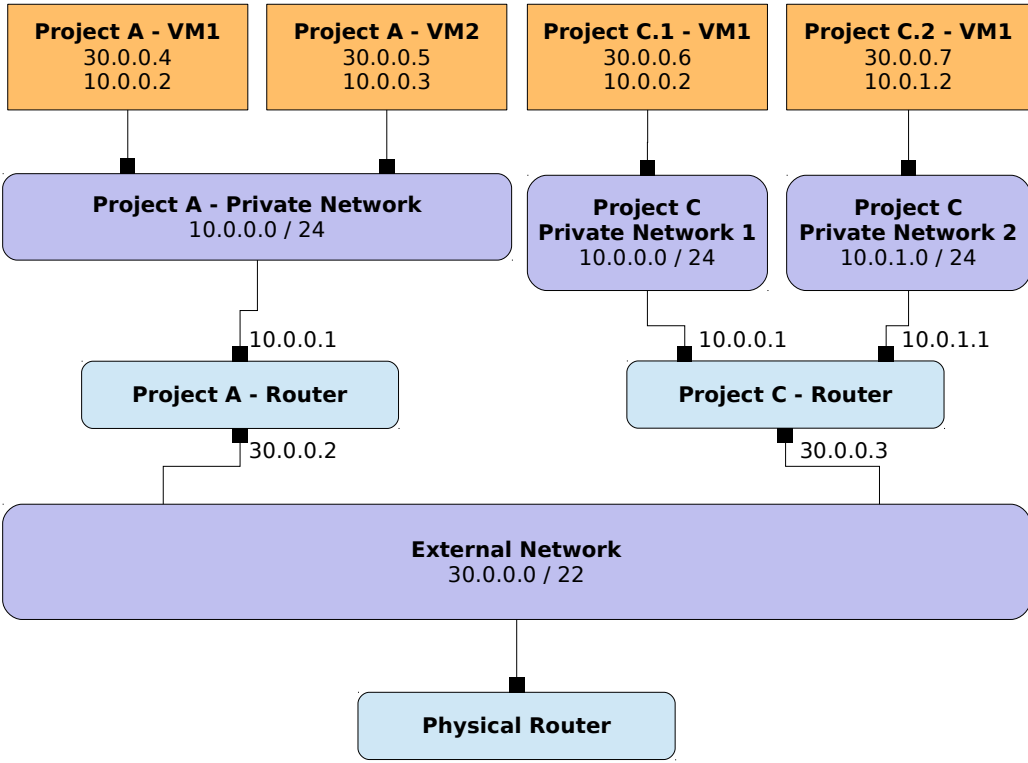 Project A - VM1
30.0.0.4
10.0.0.2
Project A - VM2
30.0.0.5
10.0.0.3
Project C.1 - VM1
30.0.0.6
10.0.0.2
Project C.2 - VM1
30.0.0.7
10.0.1.2
Project A - Private Network
10.0.0.0 / 24
Project C
Private Network 1
10.0.0.0 / 24
Project C
Private Network 2
10.0.1.0 / 24
10.0.0.1
10.0.0.1
10.0.1.1
Project A - Router
Project C - Router
30.0.0.2
30.0.0.3
External Network
30.0.0.0 / 22
Physical Router